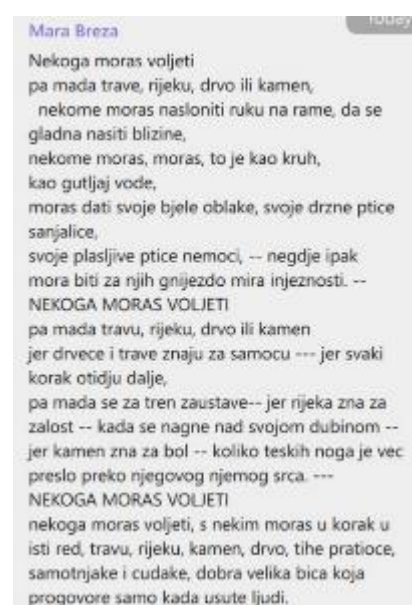 Today
Mara Breza
Nekoga moras voljeti
pa mada trave, rijeku, drvo ili kamen,
nekome moras nasloniti ruku na rame, da se
gladna nasiti blizine,
nekome moras, moras, to je kao kruh,
kao gutljaj vode,
moras dati svoje bjele oblake, svoje drzne ptice
sanjalice,
svoje plasljive ptice nemoci, -- negdje ipak
mora biti za njih gnijezdo mira injeznosti. --
NEKOGA MORAS VOLJETI
pa mada travu, rijeku, drvo ili kamen
jer drvece i trave znaju za samocu --- jer svaki
korak otidju dalje,
pa mada se za tren zaustave-- jer rijeka zna za
zalost -- kada se nagne nad svojom dubinom --
jer kamen zna za bol -- koliko teskih noga je vec
preslo preko njegovog njemog srca. ---
NEKOGA MORAS VOLJETI
nekoga moras voljeti, s nekim moras u korak u
isti red, travu, rijeku, kamen, drvo, tihe pratioce,
samotnjake i cudake, dobra velika bica koja
progovore samo kada usute ljudi.